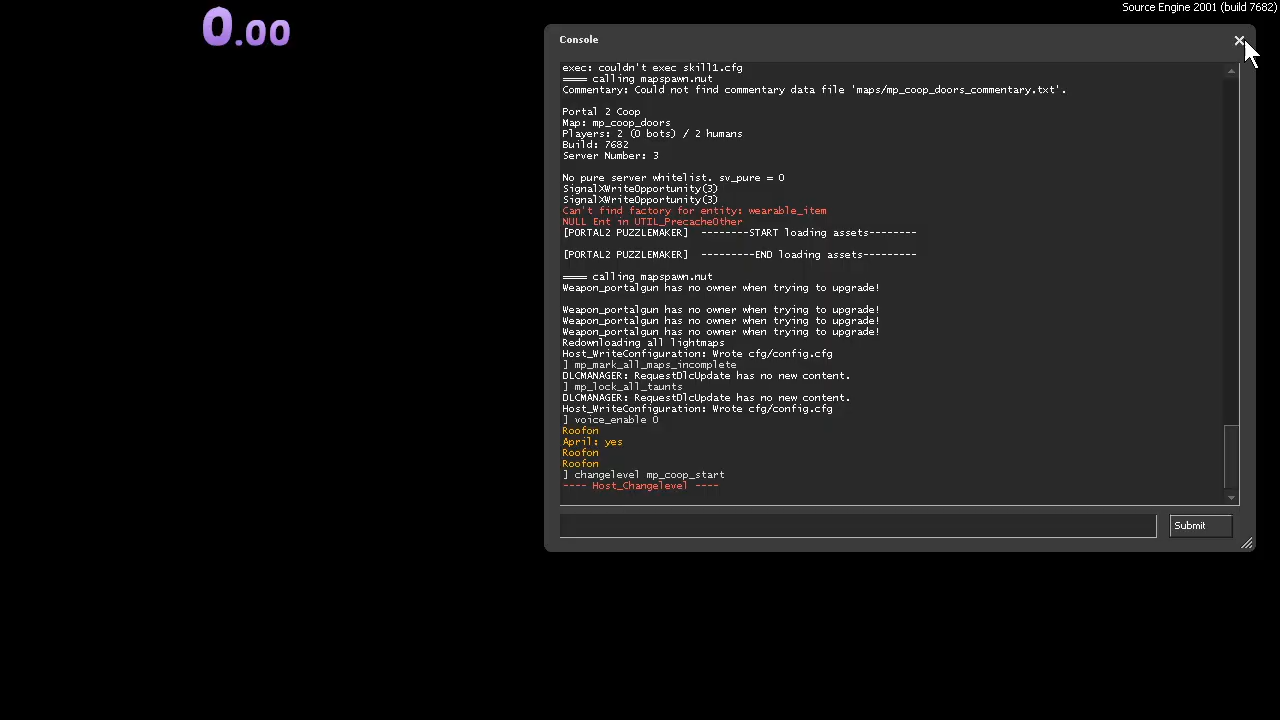 Source Engine 2001 (build 7682)
0.00
Console
exec: couldn't exec skill1.cfg
==== calling mapspawn.nut
Commentary: Could not find commentary data file 'maps/mp_coop_doors_commentary.txt'.
Portal 2 Coop
Map: mp_coop_doors
Players: 2 (0 bots) / 2 humans
Build: 7682
Server Number: 3
No pure server whitelist. sv_pure = 0
SignalXWriteOpportunity(3)
SignalXWriteOpportunity(3)
Can't find factory for entity: wearable_item
NULL Ent in UTIL_PrecacheOther
[PORTAL2 PUZZLEMAKER]  --------START loading assets--------
[PORTAL2 PUZZLEMAKER]  ---------END loading assets---------
==== calling mapspawn.nut
Weapon_portalgun has no owner when trying to upgrade!
Weapon_portalgun has no owner when trying to upgrade!
Weapon_portalgun has no owner when trying to upgrade!
Weapon_portalgun has no owner when trying to upgrade!
Redownloading all lightmaps
Host_WriteConfiguration: Wrote cfg/config.cfg
] mp_mark_all_maps_incomplete
DLCMANAGER: RequestDlcUpdate has no new content.
] mp_lock_all_taunts
DLCMANAGER: RequestDlcUpdate has no new content.
Host_WriteConfiguration: Wrote cfg/config.cfg
] voice_enable 0
Roofon
April: yes
Roofon
Roofon
] changelevel mp_coop_start
---- Host_Changelevel ----
Submit